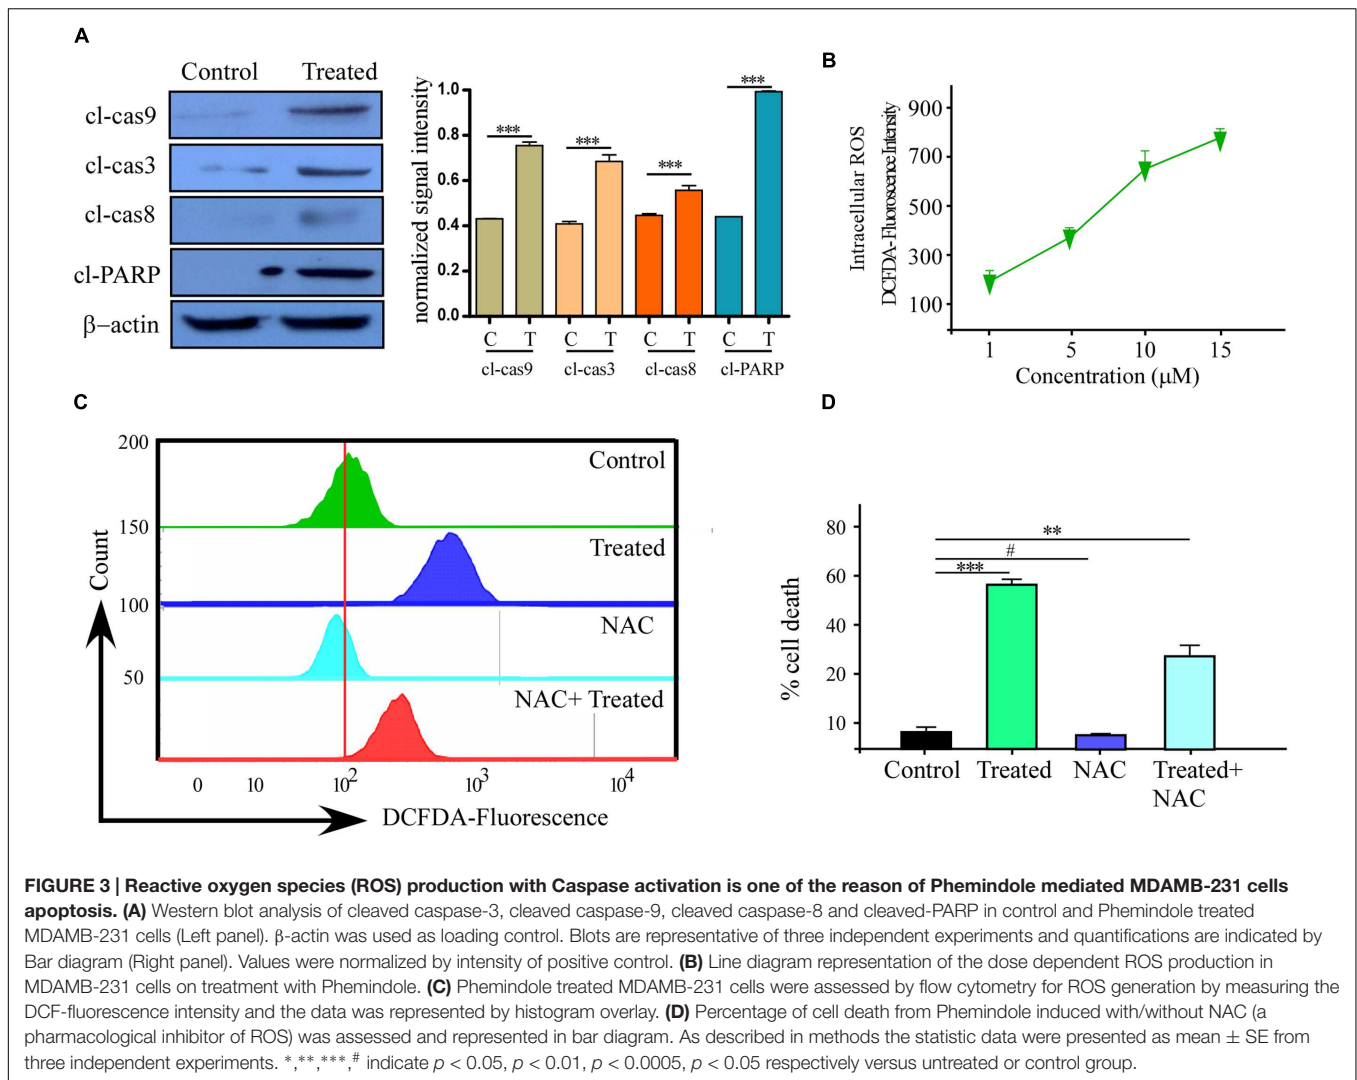 A
Control Treated
cl-cas9
cl-cas3
cl-cas8
cl-PARP
β−actin
normalized signal intensity
1.0
0.8
0.6
0.4
0.2
0.0
*** *** *** ***
C T C T C T C T
cl-cas9 cl-cas3 cl-cas8 cl-PARP
B
Intracellular ROS
DCFDA-Fluorescence Intensity
900
700
500
300
100
1 5 10 15
Concentration (μM)
C
Count
200
150
100
50
Control
Treated
NAC
NAC+ Treated
0 10 10² 10³ 10⁴
DCFDA-Fluorescence
D
% cell death
80
60
40
20
10
**
#
***
Control Treated NAC Treated+
NAC
FIGURE 3 | Reactive oxygen species (ROS) production with Caspase activation is one of the reason of Phemindole mediated MDAMB-231 cells
apoptosis. (A) Western blot analysis of cleaved caspase-3, cleaved caspase-9, cleaved caspase-8 and cleaved-PARP in control and Phemindole treated
MDAMB-231 cells (Left panel). β-actin was used as loading control. Blots are representative of three independent experiments and quantifications are indicated by
Bar diagram (Right panel). Values were normalized by intensity of positive control. (B) Line diagram representation of the dose dependent ROS production in
MDAMB-231 cells on treatment with Phemindole. (C) Phemindole treated MDAMB-231 cells were assessed by flow cytometry for ROS generation by measuring the
DCF-fluorescence intensity and the data was represented by histogram overlay. (D) Percentage of cell death from Phemindole induced with/without NAC (a
pharmacological inhibitor of ROS) was assessed and represented in bar diagram. As described in methods the statistic data were presented as mean ± SE from
three independent experiments. *,**,***,# indicate p < 0.05, p < 0.01, p < 0.0005, p < 0.05 respectively versus untreated or control group.